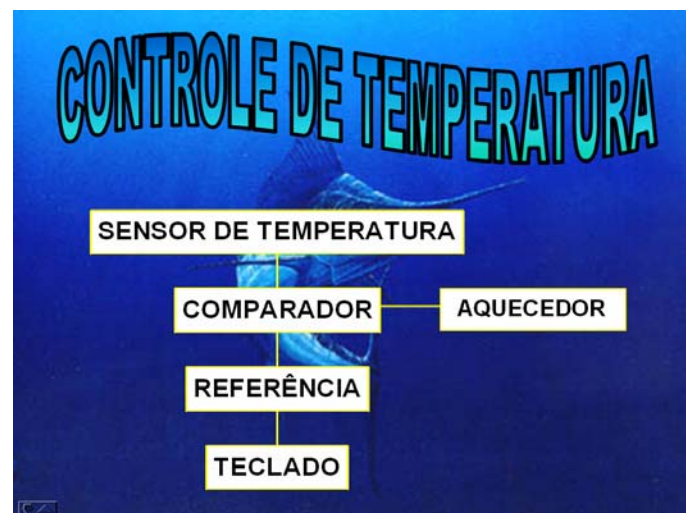 CONTROLE DE TEMPERATURA
SENSOR DE TEMPERATURA
COMPARADOR
AQUECEDOR
REFERÊNCIA
TECLADO